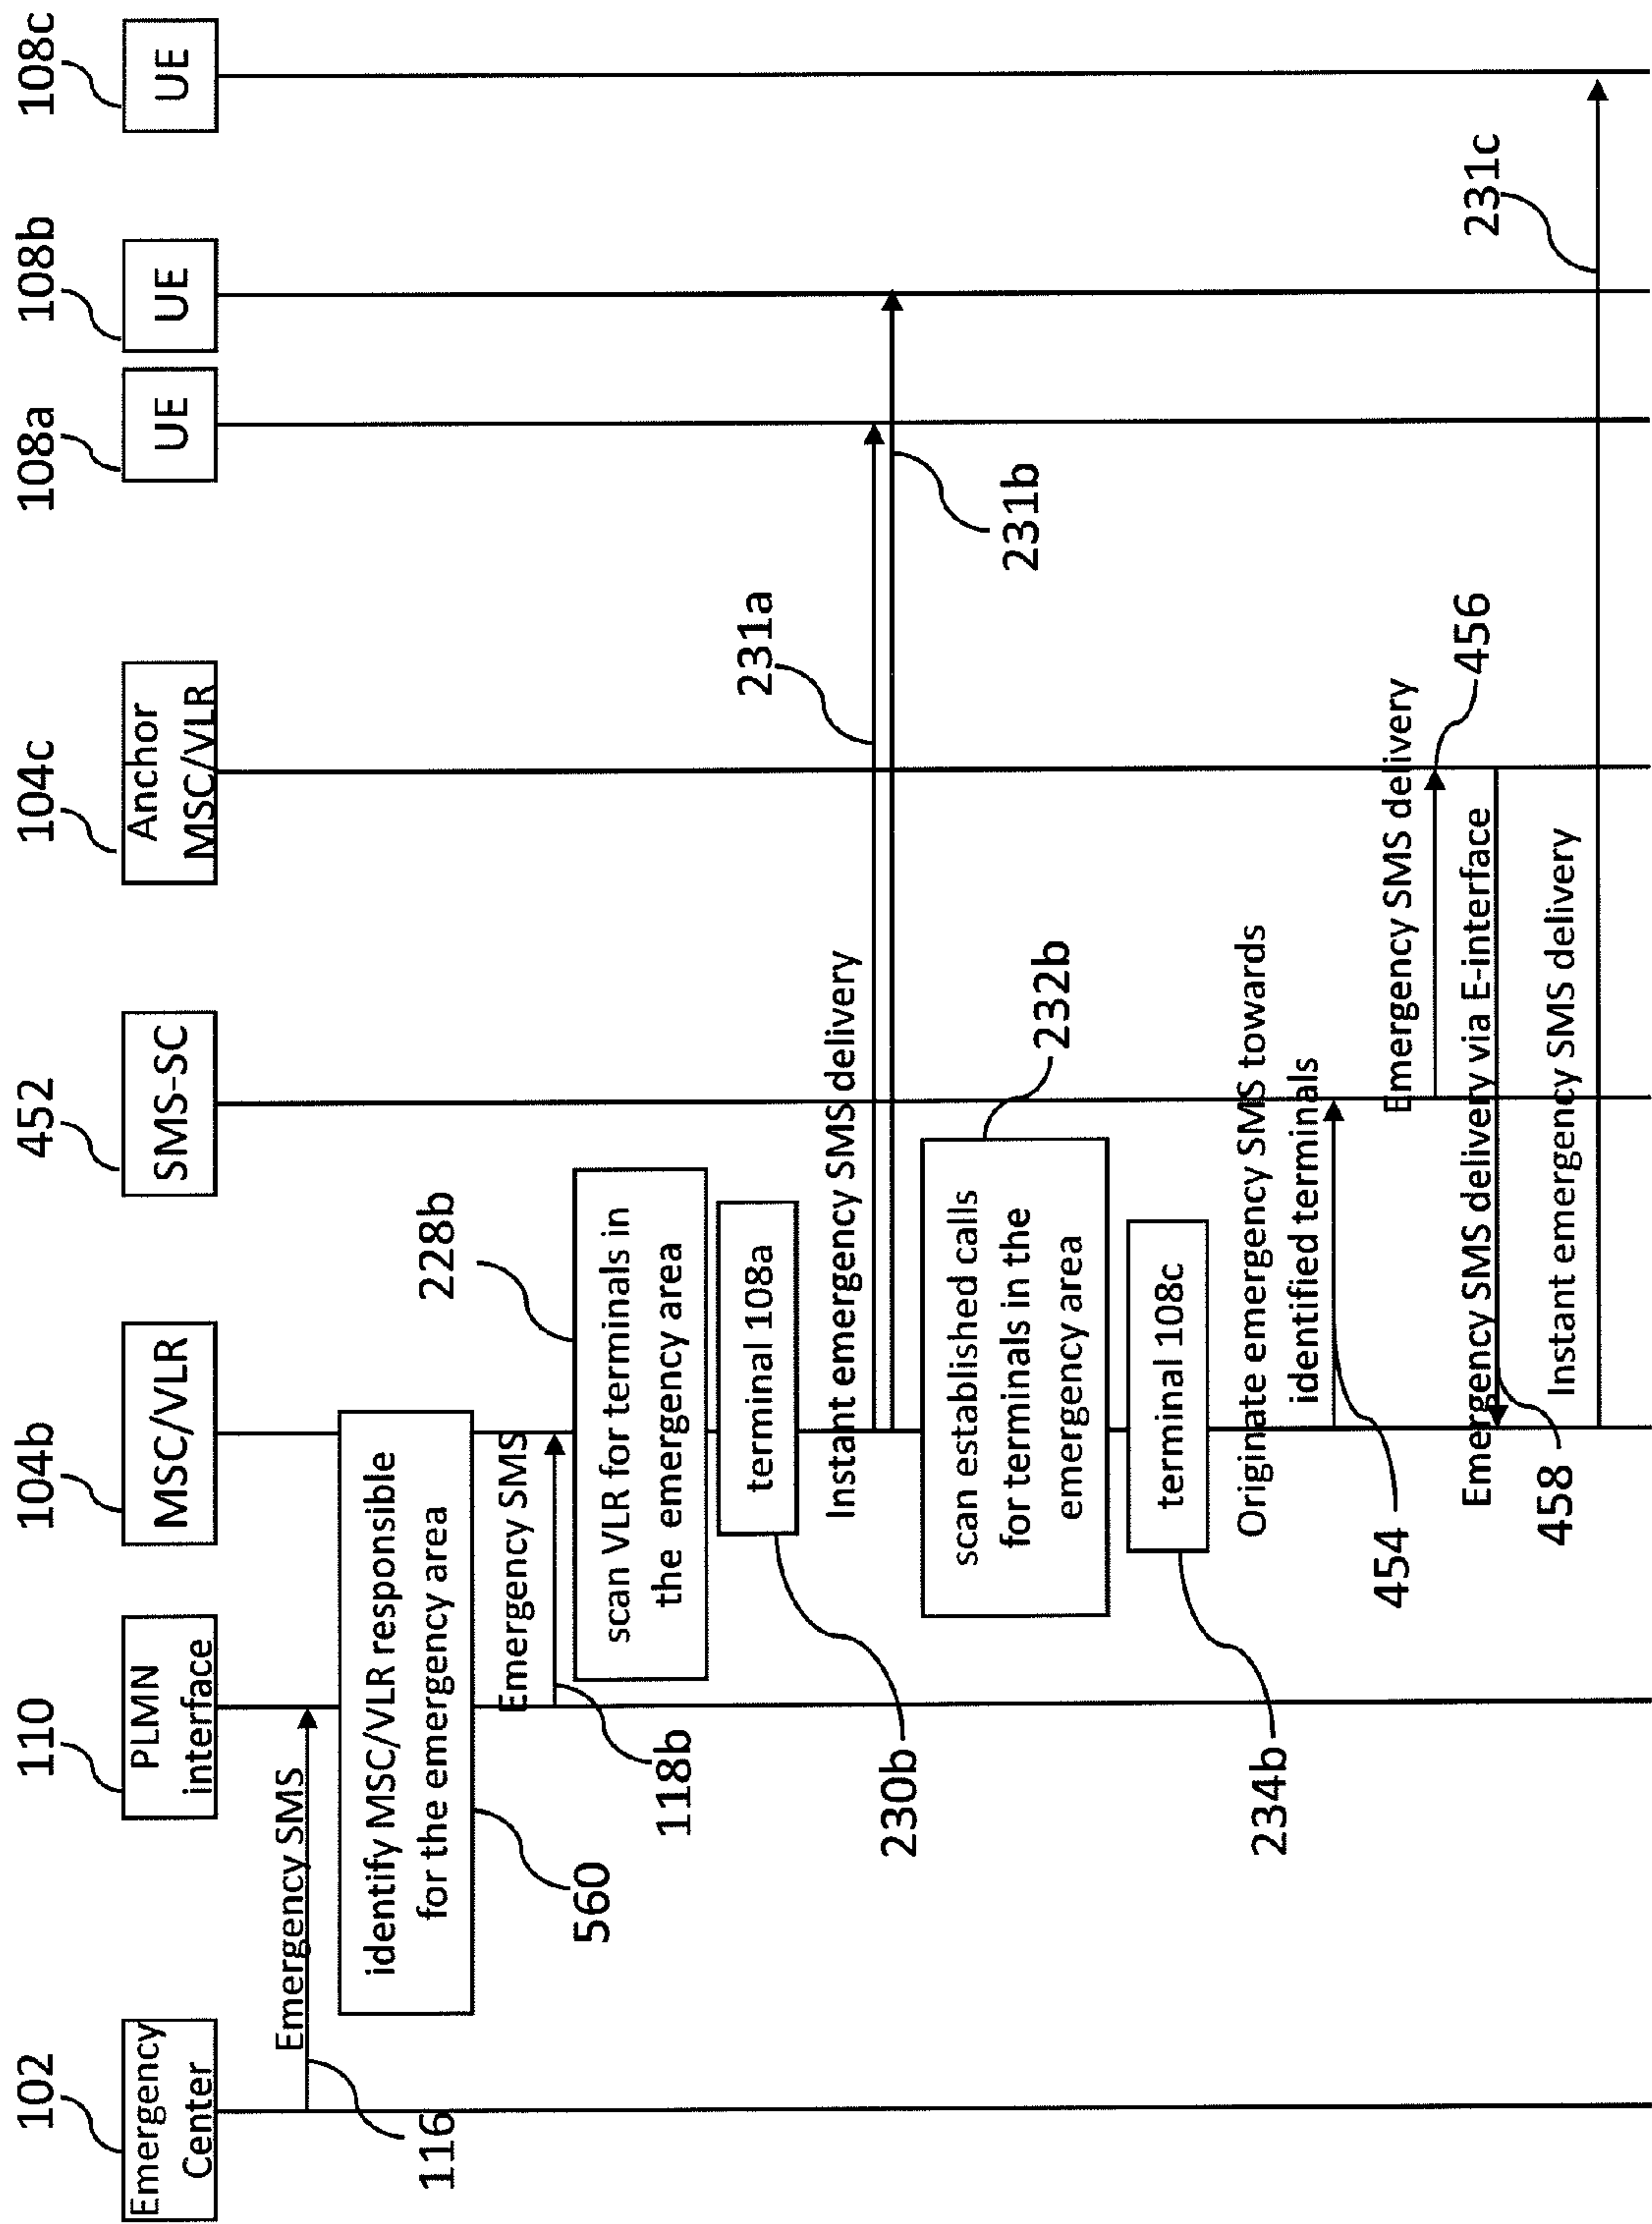 102
110
104b
452
104c
108a
108b
108c
Emergency
Center
PLMN
interface
MSC/VLR
SMS-SC
Anchor
MSC/VLR
UE
UE
UE
Emergency SMS
116
identify MSC/VLR responsible
for the emergency area
560
Emergency SMS
118b
228b
scan VLR for terminals in
the emergency area
terminal 108a
230b
231a
Instant emergency SMS delivery
231b
232b
scan established calls
for terminals in the
emergency area
terminal 108c
234b
Originate emergency SMS towards
identified terminals
454
Emergency SMS delivery
456
Emergency SMS delivery via E-interface
458
Instant emergency SMS delivery
231c